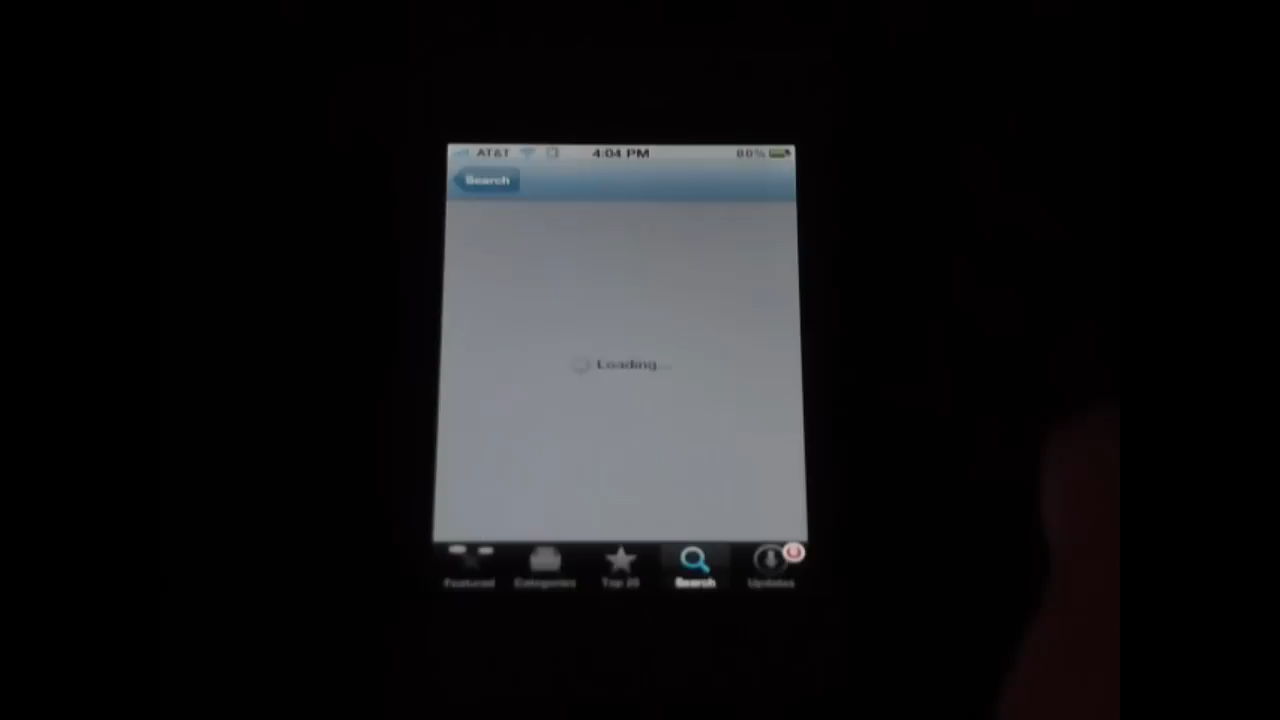 AT&T 4:04 PM 80%
Search
Loading...
Featured Categories Top 25 Search Updates